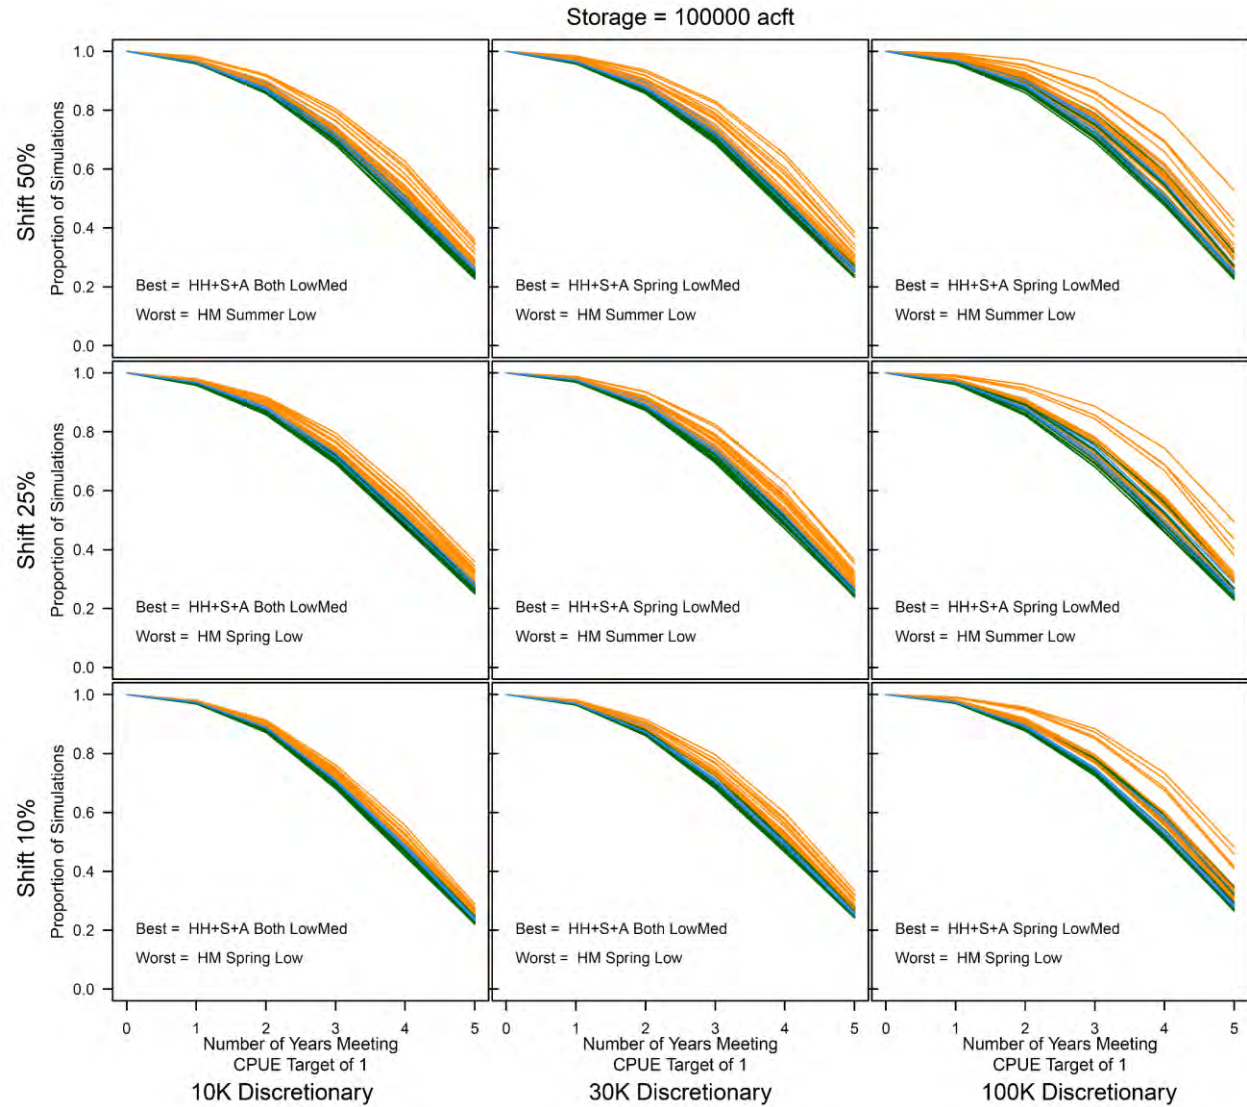 Storage = 100000 acft
Shift 50%
Proportion of Simulations
1.0
0.8
0.6
0.4
0.2
0.0
Best = HH+S+A Both LowMed
Worst = HM Summer Low
Best = HH+S+A Spring LowMed
Worst = HM Summer Low
Best = HH+S+A Spring LowMed
Worst = HM Summer Low
Shift 25%
Proportion of Simulations
1.0
0.8
0.6
0.4
0.2
0.0
Best = HH+S+A Both LowMed
Worst = HM Spring Low
Best = HH+S+A Spring LowMed
Worst = HM Summer Low
Best = HH+S+A Spring LowMed
Worst = HM Summer Low
Shift 10%
Proportion of Simulations
1.0
0.8
0.6
0.4
0.2
0.0
Best = HH+S+A Both LowMed
Worst = HM Spring Low
Best = HH+S+A Both LowMed
Worst = HM Spring Low
Best = HH+S+A Spring LowMed
Worst = HM Spring Low
0 1 2 3 4 5
Number of Years Meeting
CPUE Target of 1
10K Discretionary
0 1 2 3 4 5
Number of Years Meeting
CPUE Target of 1
30K Discretionary
0 1 2 3 4 5
Number of Years Meeting
CPUE Target of 1
100K Discretionary